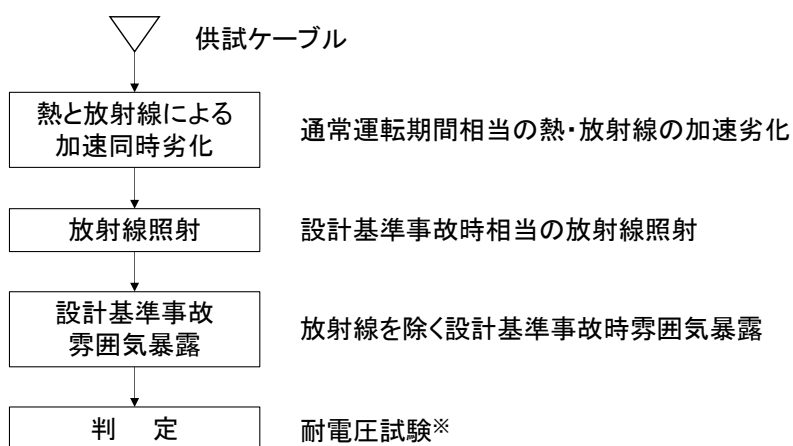 供試ケーブル
熱と放射線による
加速同時劣化
通常運転期間相当の熱・放射線の加速劣化
放射線照射
設計基準事故時相当の放射線照射
設計基準事故
雰囲気暴露
放射線を除く設計基準事故時雰囲気暴露
判　定
耐電圧試験※